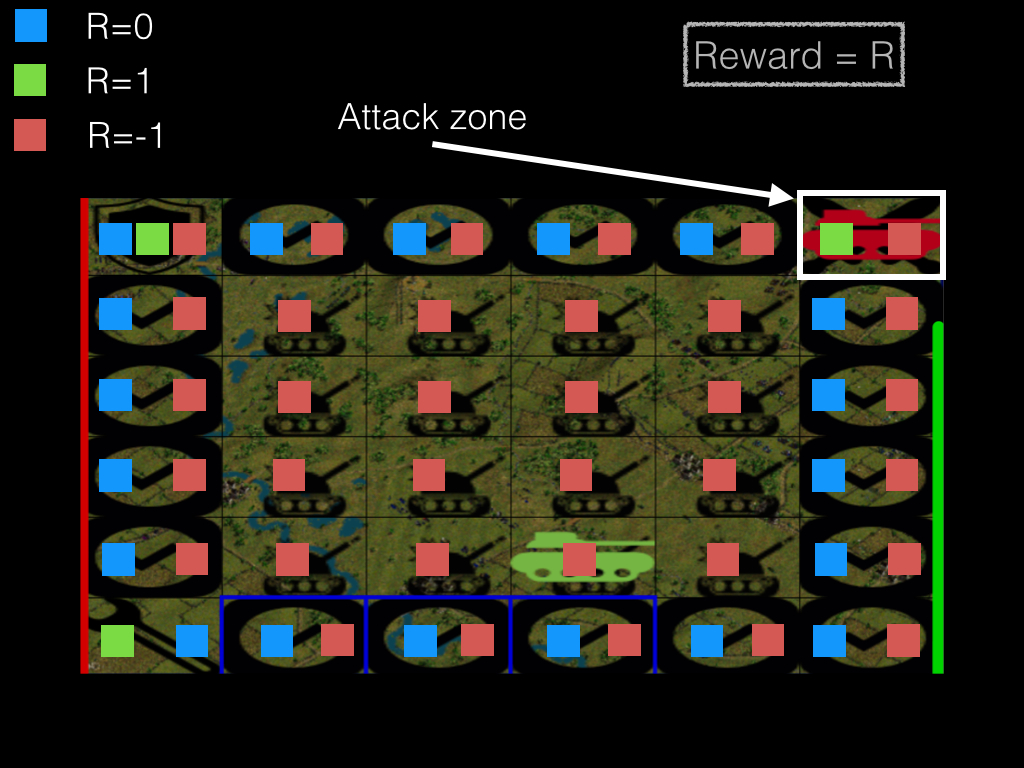 R=0
R=1
R=-1
Reward = R
Attack zone